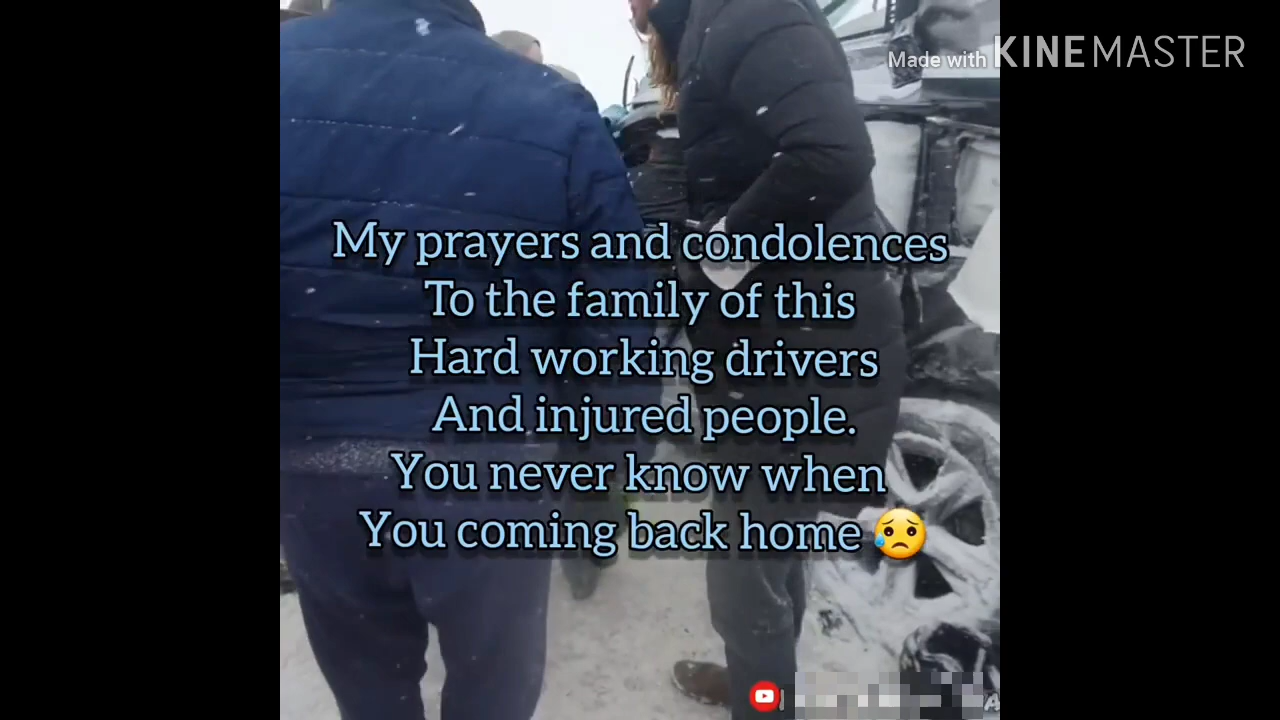 Made with KINEMASTER
My prayers and condolences
To the family of this
Hard working drivers
And injured people.
You never know when
You coming back home 😥